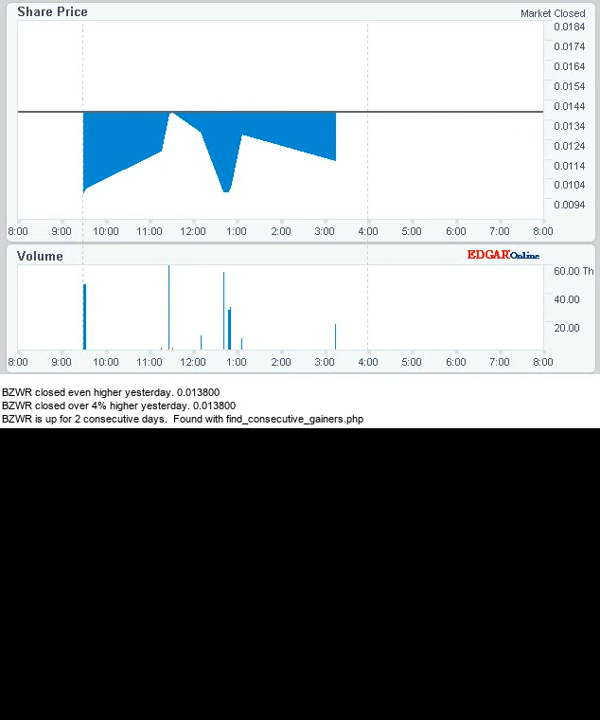 Share Price
Market Closed
0.0184
0.0174
0.0164
0.0154
0.0144
0.0134
0.0124
0.0114
0.0104
0.0094
8:00 9:00 10:00 11:00 12:00 1:00 2:00 3:00 4:00 5:00 6:00 7:00 8:00
Volume
EDGAR Online
60.00 Th
40.00
20.00
8:00 9:00 10:00 11:00 12:00 1:00 2:00 3:00 4:00 5:00 6:00 7:00 8:00
BZWR closed even higher yesterday. 0.013800
BZWR closed over 4% higher yesterday. 0.013800
BZWR is up for 2 consecutive days. Found with find_consecutive_gainers.php